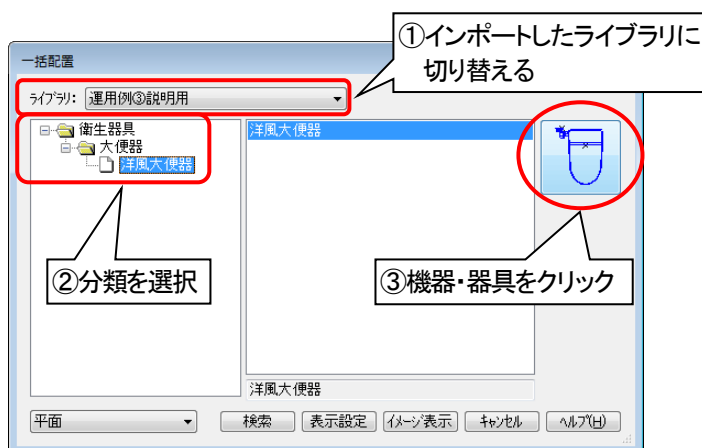 ①インポートしたライブラリに
切り替える
一括配置
ライブラリ: 運用例③説明用
衛生器具
大便器
洋風大便器
洋風大便器
②分類を選択
③機器・器具をクリック
洋風大便器
平面
検索
表示設定
イメージ表示
キャンセル
ヘルプ(H)